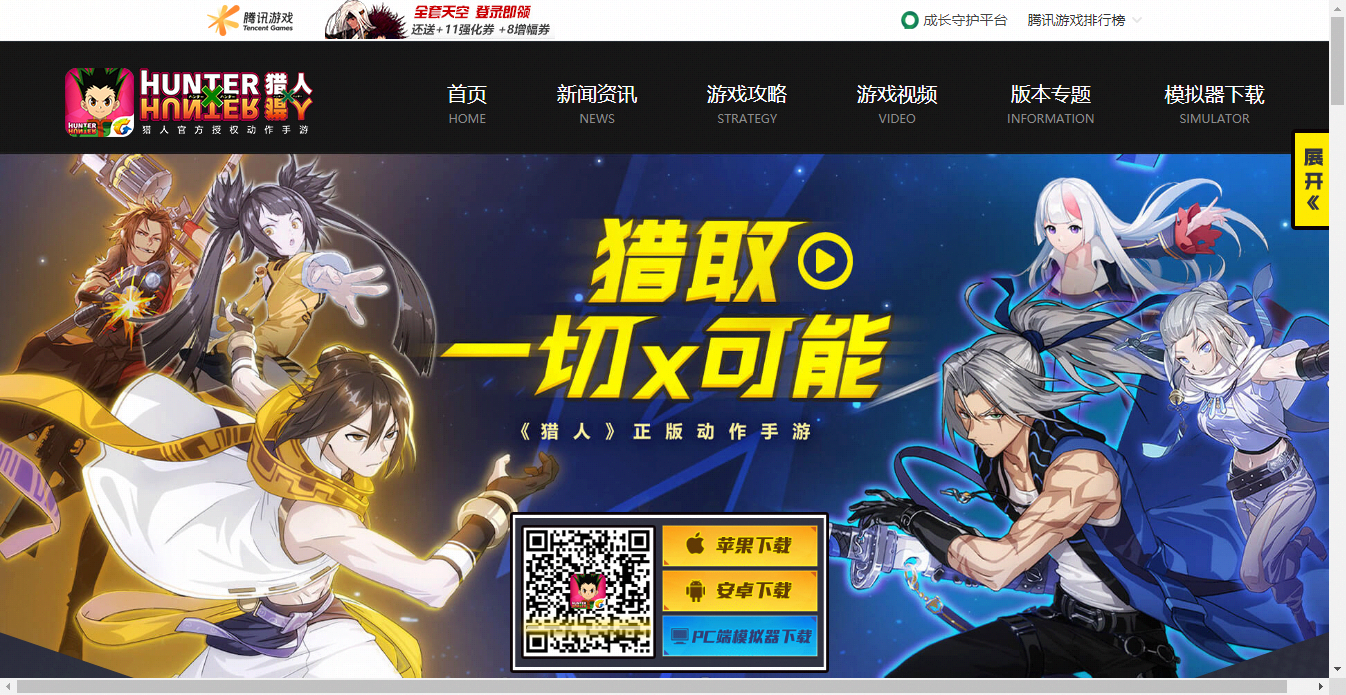 腾讯游戏
Tencent Games
全套天空 登录即领
还送+11强化券 +8增幅券
成长守护平台
腾讯游戏排行榜
HUNTER 猎人
HUNTER 猎人
猎人官方授权动作手游
HUNTER
HUNTER
首页
HOME
新闻资讯
NEWS
游戏攻略
STRATEGY
游戏视频
VIDEO
版本专题
INFORMATION
模拟器下载
SIMULATOR
展开
猎取
一切x可能
《猎人》正版动作手游
苹果下载
安卓下载
PC端模拟器下载